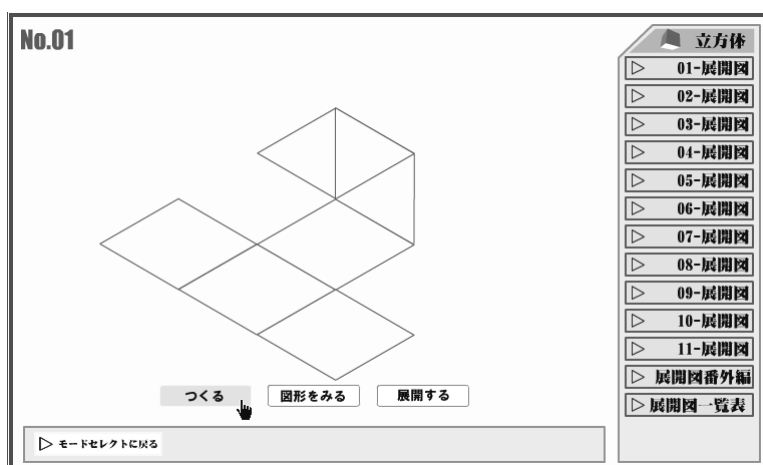 No.01
立方体
01-展開図
02-展開図
03-展開図
04-展開図
05-展開図
06-展開図
07-展開図
08-展開図
09-展開図
10-展開図
11-展開図
展開図番外編
展開図一覧表
つくる
図形をみる
展開する
モードセレクトに戻る